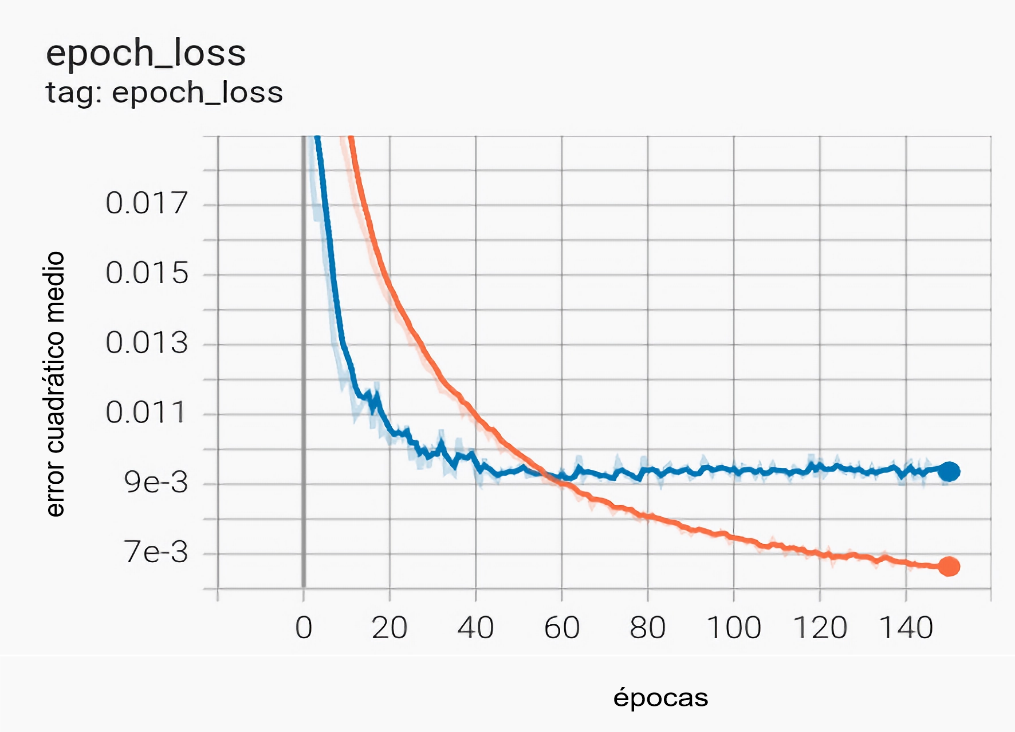 epoch_loss
tag: epoch_loss
error cuadrático medio
0.017
0.015
0.013
0.011
9e-3
7e-3
0 20 40 60 80 100 120 140
épocas